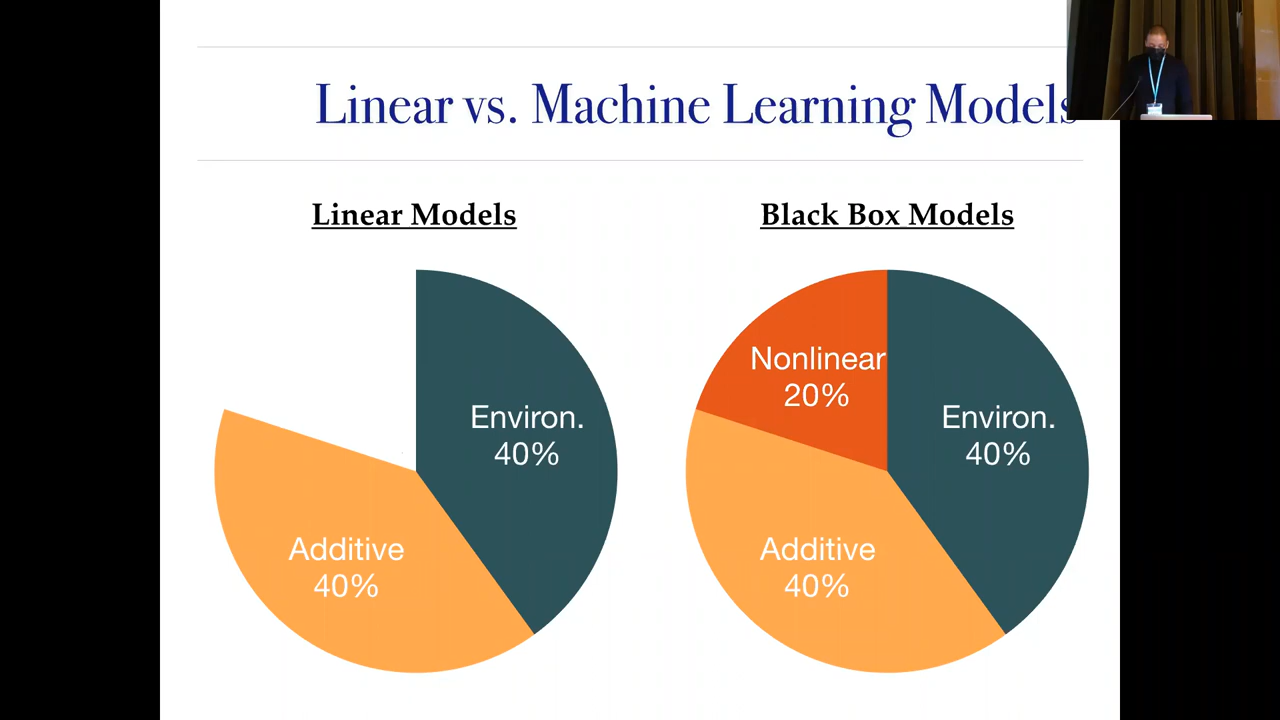 Linear vs. Machine Learning Models
Linear Models
Black Box Models
Environ.
40%
Additive
40%
Nonlinear
20%
Environ.
40%
Additive
40%